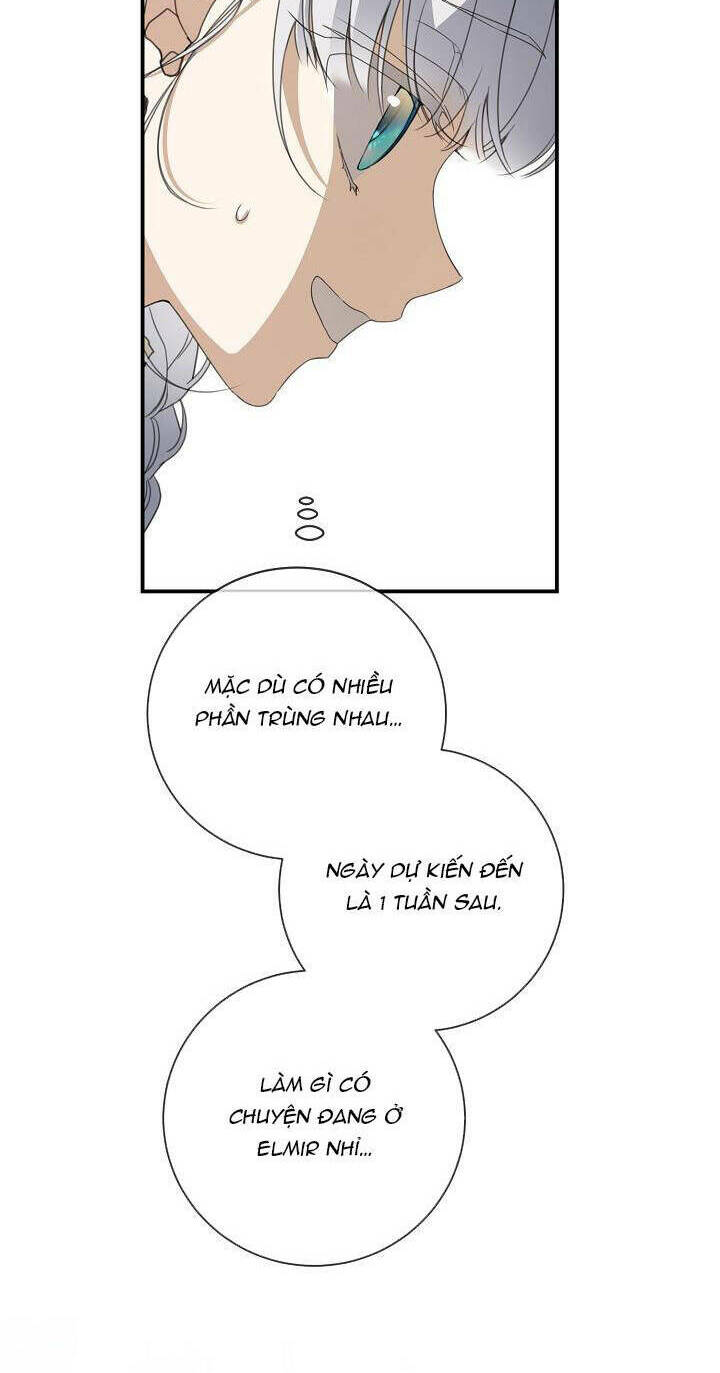 MẶC DÙ CÓ NHIỀU
PHẦN TRÙNG NHAU...
NGÀY DỰ KIẾN ĐẾN
LÀ 1 TUẦN SAU.
LÀM GÌ CÓ
CHUYỆN ĐANG Ở
ELMIR NHỈ...